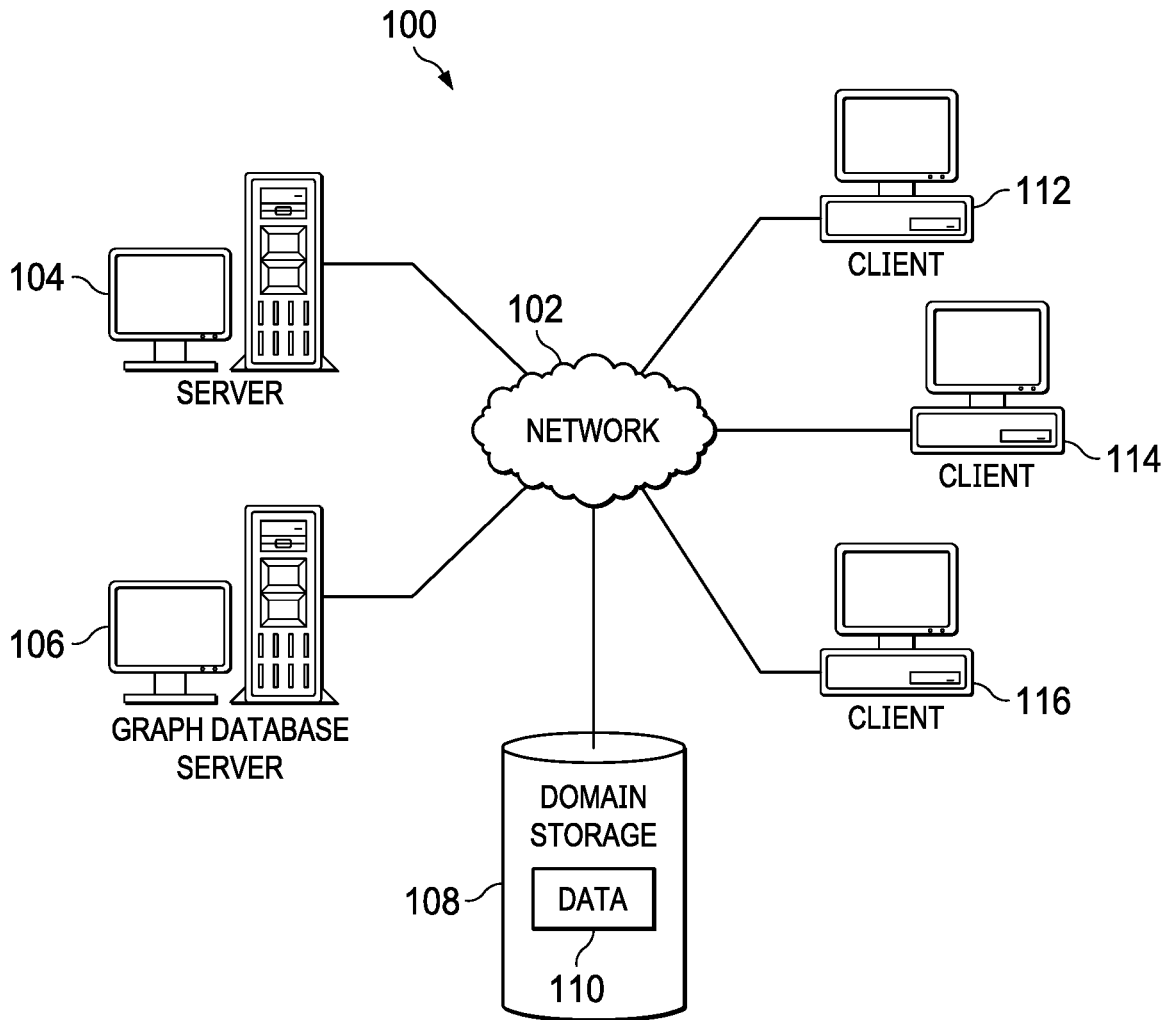 100
112
CLIENT
104
SERVER
102
NETWORK
114
CLIENT
106
GRAPH DATABASE
SERVER
116
CLIENT
DOMAIN
STORAGE
108
DATA
110